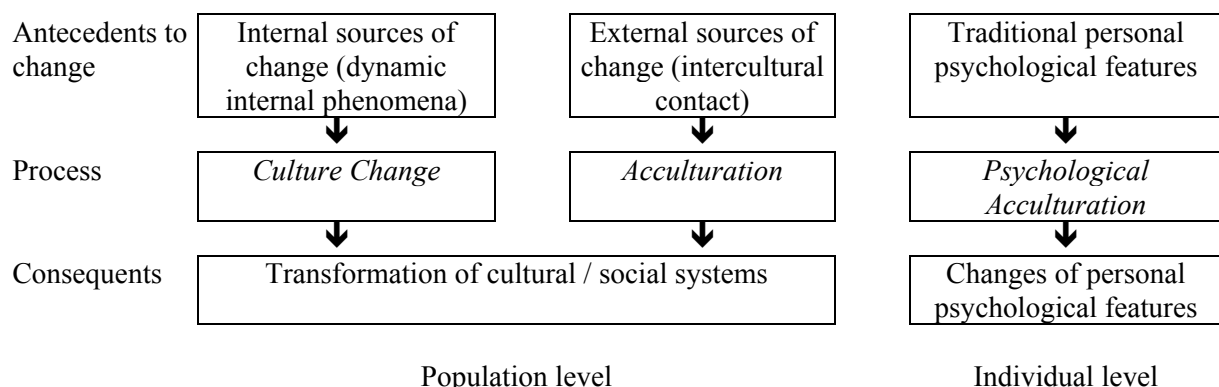 Antecedents to change
Internal sources of
change (dynamic
internal phenomena)
External sources of
change (intercultural
contact)
Traditional personal
psychological features
Process
Culture Change
Acculturation
Psychological
Acculturation
Consequents
Transformation of cultural / social systems
Changes of personal
psychological features
Population level
Individual level